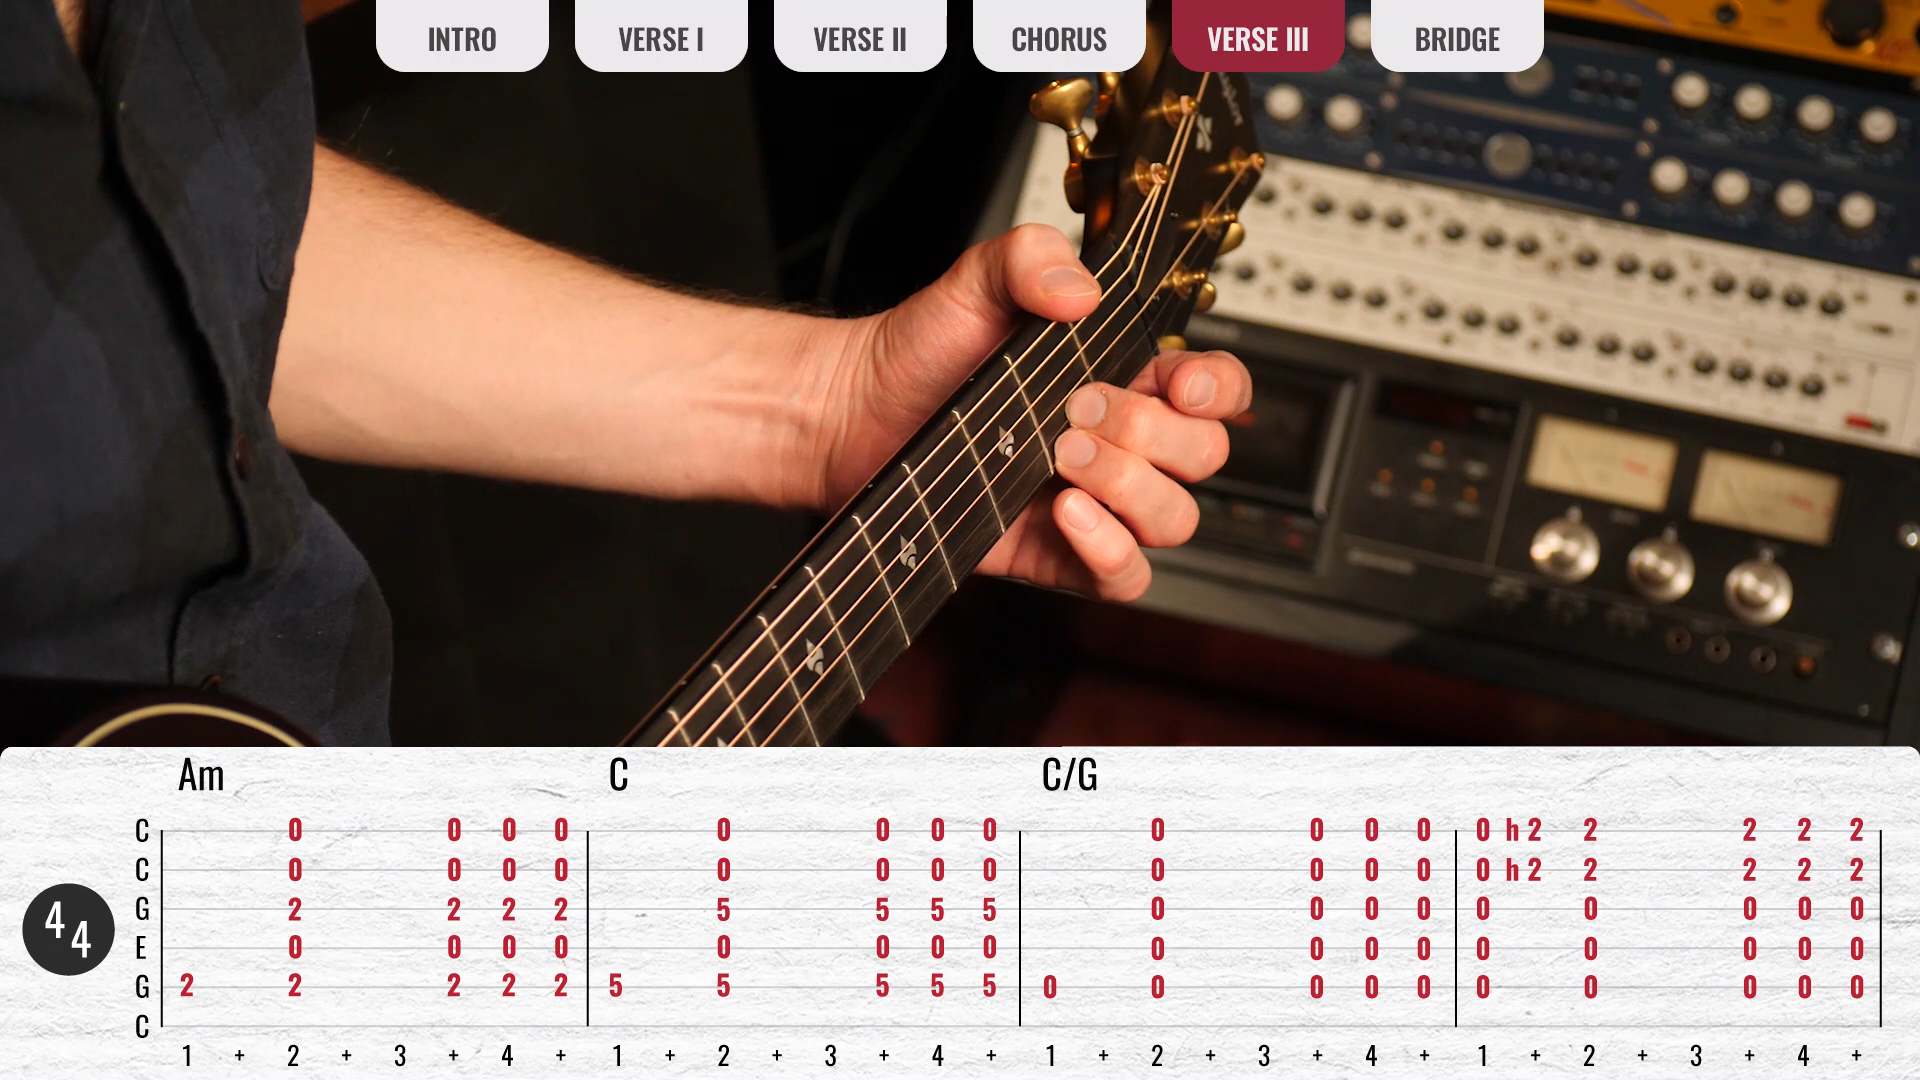 INTRO VERSE I VERSE II CHORUS VERSE III BRIDGE
Am C C/G
C 0 0 0 0 0 0 0 0 0 0 0 0 0 h 2 2 2 2 2
C 0 0 0 0 0 0 0 0 0 0 0 0 0 h 2 2 2 2 2
G 2 2 2 2 5 5 5 5 0 0 0 0 0 0 0 0 0
E 0 0 0 0 0 0 0 0 0 0 0 0 0 0 0 0 0
G 2 2 2 2 2 5 5 5 5 5 0 0 0 0 0 0 0 0 0 0
C
4 4
1 + 2 + 3 + 4 + 1 + 2 + 3 + 4 + 1 + 2 + 3 + 4 + 1 + 2 + 3 + 4 +